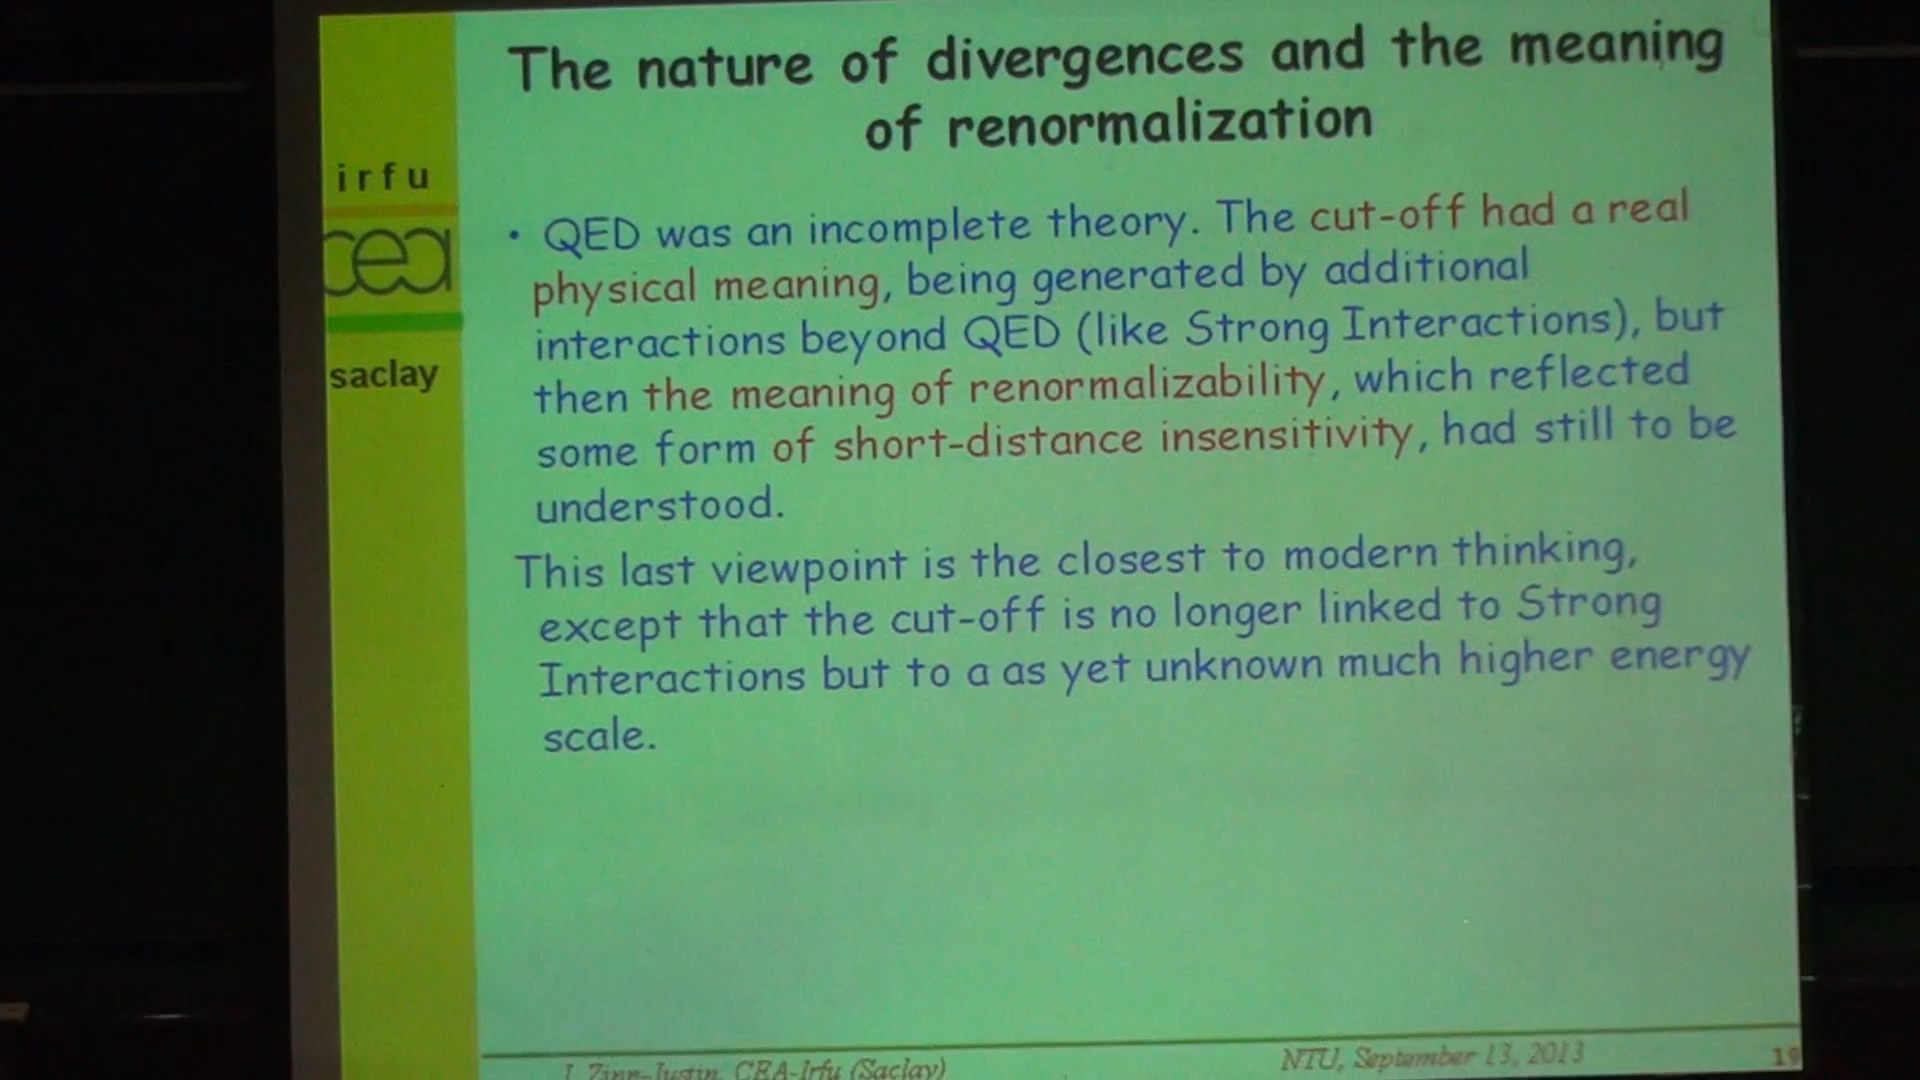 The nature of divergences and the meaning
of renormalization
irfu
cea
saclay
• QED was an incomplete theory. The cut-off had a real
physical meaning, being generated by additional
interactions beyond QED (like Strong Interactions), but
then the meaning of renormalizability, which reflected
some form of short-distance insensitivity, had still to be
understood.
This last viewpoint is the closest to modern thinking,
except that the cut-off is no longer linked to Strong
Interactions but to a as yet unknown much higher energy
scale.
J. Zinn-Justin, CEA-Irfu (Saclay)
NTU, September 13, 2013
19